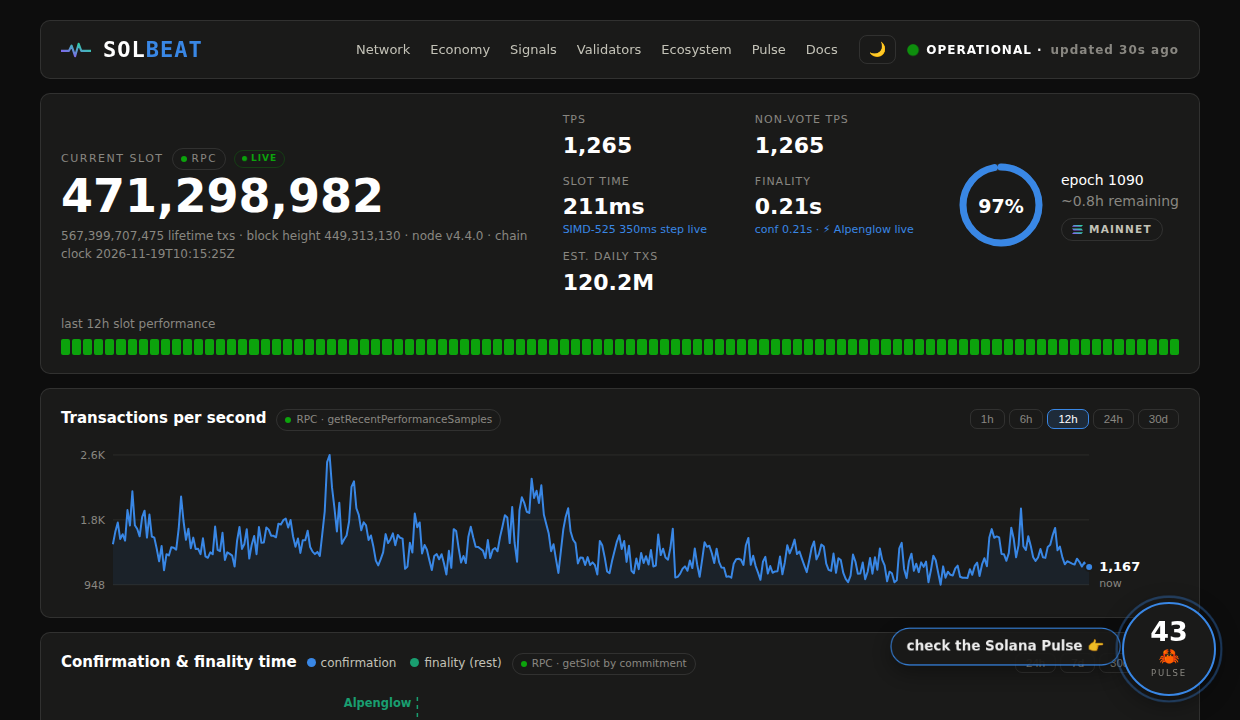 SOLBEAT
Network Economy Signals Validators Ecosystem Pulse Docs
OPERATIONAL · updated 30s ago
CURRENT SLOT RPC LIVE
471,298,982
567,399,707,475 lifetime txs · block height 449,313,130 · node v4.4.0 · chain
clock 2026-11-19T10:15:25Z
TPS
1,265
NON-VOTE TPS
1,265
SLOT TIME
211ms
SIMD-525 350ms step live
FINALITY
0.21s
conf 0.21s · ⚡ Alpenglow live
EST. DAILY TXS
120.2M
97%
epoch 1090
~0.8h remaining
MAINNET
last 12h slot performance
Transactions per second RPC · getRecentPerformanceSamples
1h 6h 12h 24h 30d
2.6K
1.8K
948
1,167
now
Confirmation & finality time confirmation finality (rest) RPC · getSlot by commitment
Alpenglow
check the Solana Pulse 👉
43
PULSE